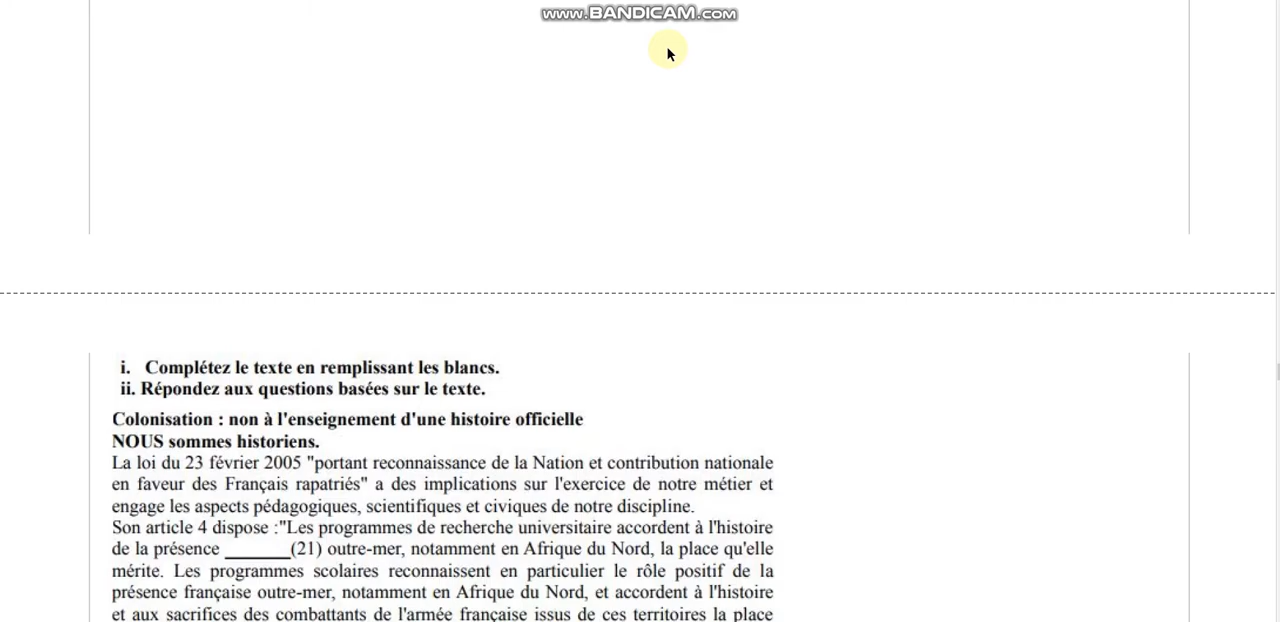 www.BANDICAM.com
i. Complétez le texte en remplissant les blancs.
ii. Répondez aux questions basées sur le texte.
Colonisation : non à l'enseignement d'une histoire officielle
NOUS sommes historiens.
La loi du 23 février 2005 "portant reconnaissance de la Nation et contribution nationale
en faveur des Français rapatriés" a des implications sur l'exercice de notre métier et
engage les aspects pédagogiques, scientifiques et civiques de notre discipline.
Son article 4 dispose :"Les programmes de recherche universitaire accordent à l'histoire
de la présence _______(21) outre-mer, notamment en Afrique du Nord, la place qu'elle
mérite. Les programmes scolaires reconnaissent en particulier le rôle positif de la
présence française outre-mer, notamment en Afrique du Nord, et accordent à l'histoire
et aux sacrifices des combattants de l'armée française issus de ces territoires la place